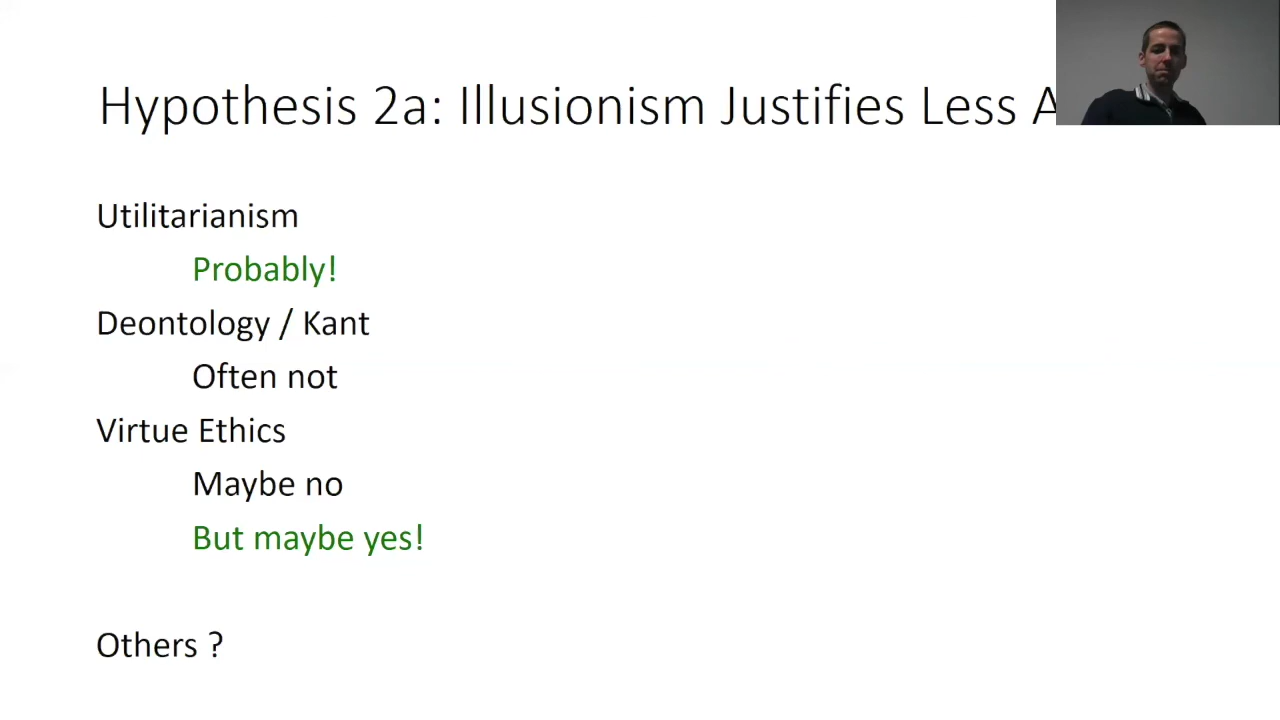 Hypothesis 2a: Illusionism Justifies Less
Utilitarianism
Probably!
Deontology / Kant
Often not
Virtue Ethics
Maybe no
But maybe yes!
Others ?